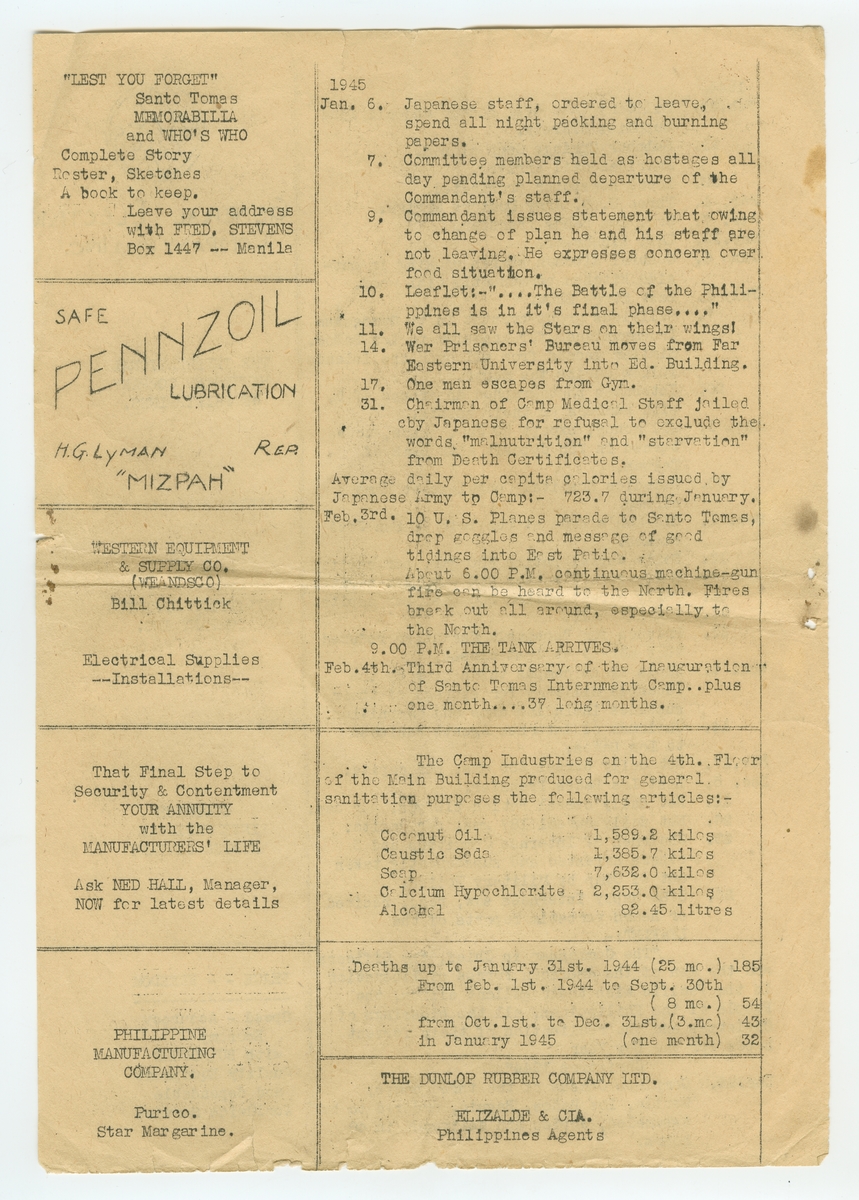 "LEST YOU FORGET"
Santo Tomas
MEMORABILIA
and WHO'S WHO
Complete Story
Roster, Sketches
A book to keep.
Leave your address
with FRED. STEVENS
Box 1447 -- Manila
SAFE
PENNZOIL
LUBRICATION
H.G. LYMAN REP.
"MIZPAH"
WESTERN EQUIPMENT
& SUPPLY CO.
(WEANDSCO)
Bill Chittick
Electrical Supplies
--Installations--
That Final Step to
Security & Contentment
YOUR ANNUITY
with the
MANUFACTURERS' LIFE
Ask NED HALL, Manager,
NOW for latest details
PHILIPPINE
MANUFACTURING
COMPANY.
Purico.
Star Margarine.
1945
Jan. 6. Japanese staff, ordered to leave,
spend all night packing and burning
papers.
7. Committee members held as hostages all
day pending planned departure of the
Commandant's staff.
9. Commandant issues statement that owing
to change of plan he and his staff are
not leaving. He expresses concern over
food situation.
10. Leaflet:-"....The Battle of the Phili-
ppines is in it's final phase...."
11. We all saw the Stars on their wings!
14. War Prisoners' Bureau moves from Far
Eastern University into Ed. Building.
17. One man escapes from Gym.
31. Chairman of Camp Medical Staff jailed
by Japanese for refusal to exclude the
words "malnutrition" and "starvation"
from Death Certificates.
Average daily per capita calories issued by
Japanese Army to Camp:- 723.7 during January.
Feb.3rd. 10 U. S. Planes parade to Santo Tomas,
drop goggles and message of good
tidings into East Patio.
About 6.00 P.M. continuous machine-gun
fire can be heard to the North. Fires
break out all around, especially to
the North.
9.00 P.M. THE TANK ARRIVES.
Feb.4th. Third Anniversary of the Inauguration
of Santo Tomas Internment Camp..plus
one month....37 long months.
The Camp Industries on the 4th. Floor
of the Main Building produced for general
sanitation purposes the following articles:-
Coconut Oil 1,589.2 kilos
Caustic Soda 1,385.7 kilos
Soap 7,632.0 kilos
Calcium Hypochlorite 2,253.0 kilos
Alcohol 82.45 litres
Deaths up to January 31st. 1944 (25 mo.) 185
From feb. 1st. 1944 to Sept. 30th
( 8 mo.) 54
from Oct.1st. to Dec. 31st.(3.mo) 43
in January 1945 (one month) 32
THE DUNLOP RUBBER COMPANY LTD.
ELIZALDE & CIA.
Philippines Agents